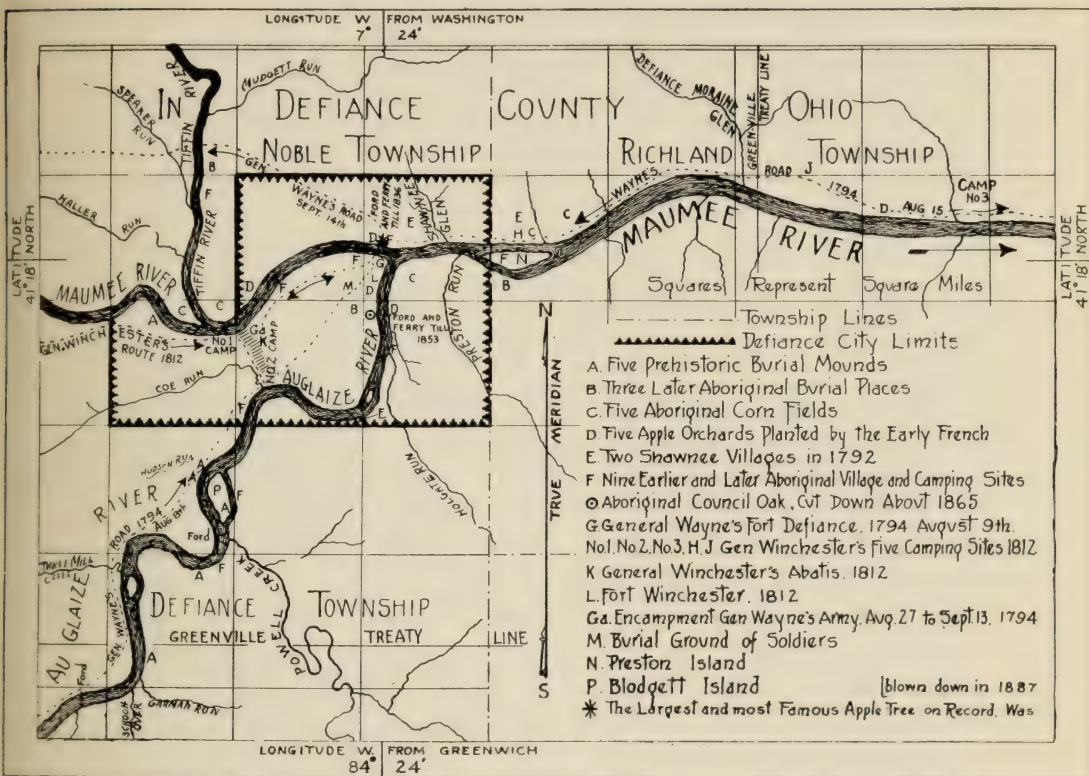 LONGITUDE W. FROM WASHINGTON
7° 24'
IN DEFIANCE COUNTY OHIO
NOBLE TOWNSHIP
RICHLAND TOWNSHIP
TIFFIN RIVER
MUDGETT RUN
SPEAKER RUN
TIFFIN RIVER
HALLER RUN
TIFFIN RIVER
DEFIANCE MORAINE
GLEN
GREENVILLE
TREATY LINE
GEN
WAYNE'S ROAD
SEPT. 14th
FORD
AND FERRY
TILL 1836
SHAWNEE
GLEN
WAYNE'S ROAD J 1794
D AUG 15
CAMP
No3
B
F
E
E
H C
C
D
F
G
F N
B
MAUMEE RIVER
LATITUDE
41° 18' NORTH
LATITUDE
41° 18' NORTH
MAUMEE RIVER
A
C
C
D
F
M.
L
D
C
B
D
FORD AND
FERRY TILL
1853
PRESTON RUN
GEN. WINCHESTER'S
ROUTE 1812
No1
CAMP
Ga
K
NO.2 CAMP
COE RUN
AUGLAIZE RIVER
E
Squares Represent Square Miles
N
TRUE MERIDIAN
S
Township Lines
Defiance City Limits
A. Five Prehistoric Burial Mounds
B. Three Later Aboriginal Burial Places
C. Five Aboriginal Corn Fields
D. Five Apple Orchards Planted by the Early French
E. Two Shawnee Villages in 1792
F Nine Earlier and Later Aboriginal Village and Camping Sites
⊙ Aboriginal Council Oak, Cut Down About 1865
G. General Wayne's Fort Defiance. 1794 August 9th.
No.1, No.2, No.3, H, J Gen Winchester's Five Camping Sites 1812
K General Winchester's Abatis. 1812
L. Fort Winchester. 1812
Ga. Encampment Gen Wayne's Army. Aug. 27 to Sept. 13, 1794
M. Burial Ground of Soldiers
N. Preston Island
P. Blodgett Island [blown down in 1887
* The Largest and most Famous Apple Tree on Record. Was
HUDSON RUN
A
A
P
A
F
HOLGATE RUN
RIVER
ROAD 1794
AUG 8th
Ford
A
F
THREE MILE
POWELL CREEK
AUGLAIZE
GEN. WAYNE'S
DEFIANCE TOWNSHIP
GREENVILLE TREATY LINE
A
Ford
GARMAN RUN
LONGITUDE W. FROM GREENWICH
84° 24'